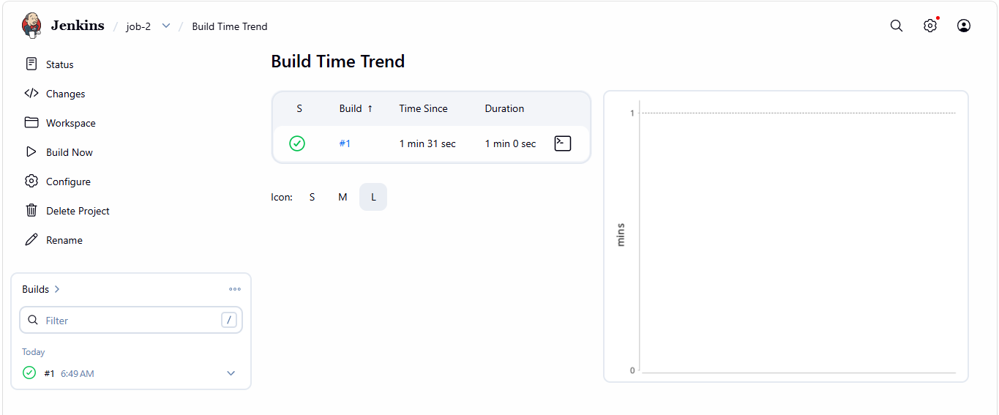 Jenkins / job-2 / Build Time Trend
Status
Changes
Workspace
Build Now
Configure
Delete Project
Rename
Builds
Filter /
Today
#1 6:49 AM
Build Time Trend
S Build ↑ Time Since Duration
#1 1 min 31 sec 1 min 0 sec
Icon: S M L
1
mins
0